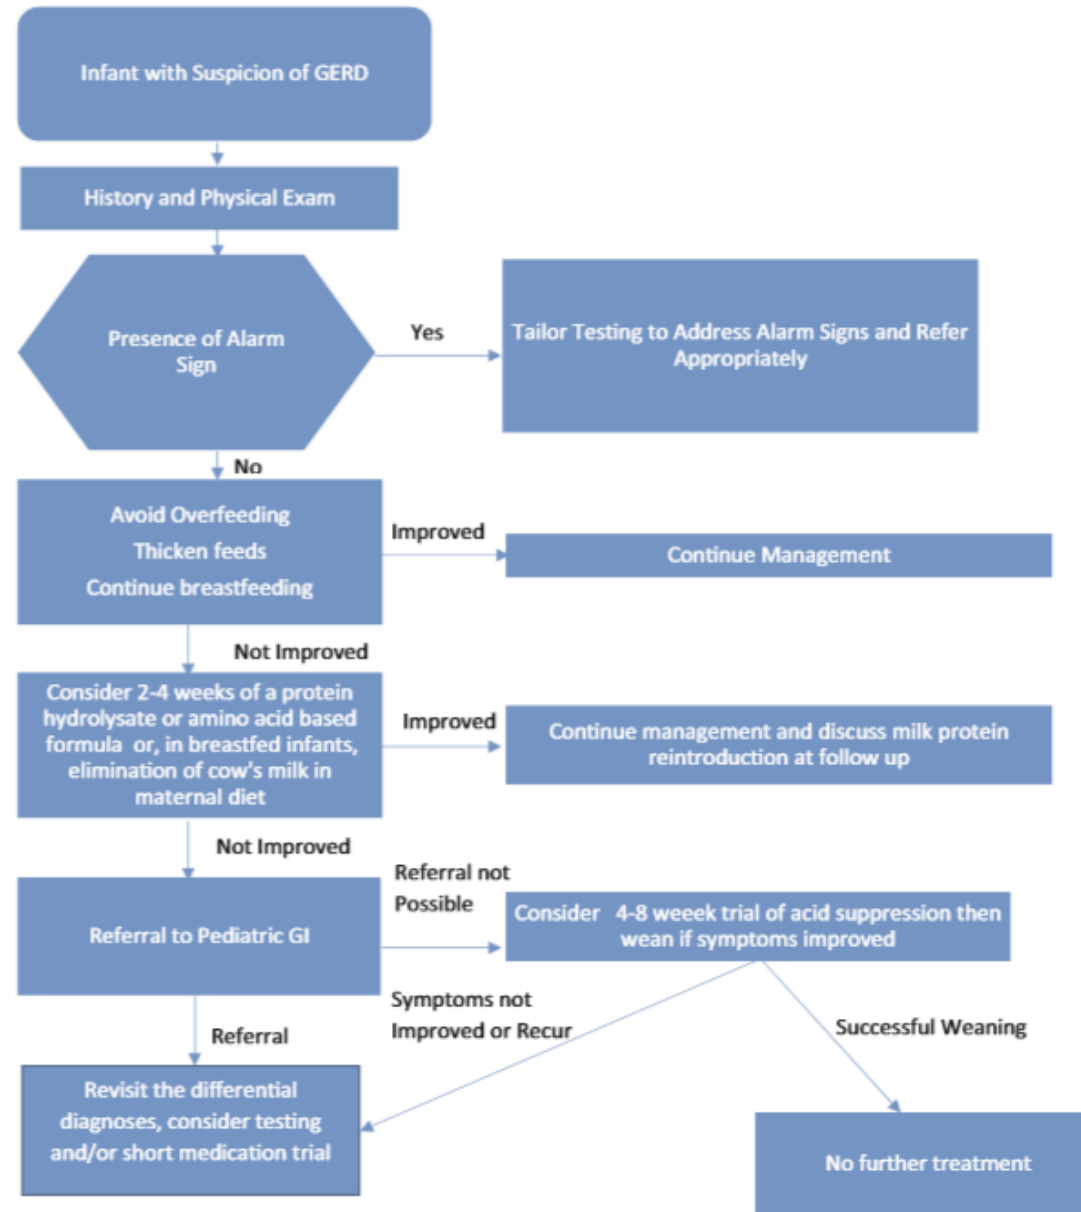 Infant with Suspicion of GERD
History and Physical Exam
Presence of Alarm
Sign
Yes
Tailor Testing to Address Alarm Signs and Refer
Appropriately
No
Avoid Overfeeding
Thicken feeds
Continue breastfeeding
Improved
Continue Management
Not Improved
Consider 2-4 weeks of a protein
hydrolysate or amino acid based
formula or, in breastfed infants,
elimination of cow's milk in
maternal diet
Improved
Continue management and discuss milk protein
reintroduction at follow up
Not Improved
Referral to Pediatric GI
Referral not
Possible
Consider 4-8 weeek trial of acid suppression then
wean if symptoms improved
Symptoms not
Improved or Recur
Successful Weaning
Referral
Revisit the differential
diagnoses, consider testing
and/or short medication trial
No further treatment